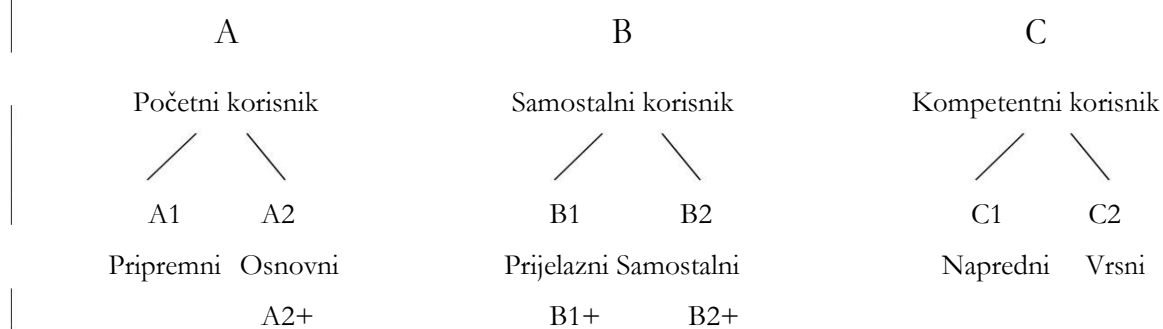 A B C
Početni korisnik Samostalni korisnik Kompetentni korisnik
A1 A2 B1 B2 C1 C2
Pripremni Osnovni Prijelazni Samostalni Napredni Vrsni
A2+ B1+ B2+